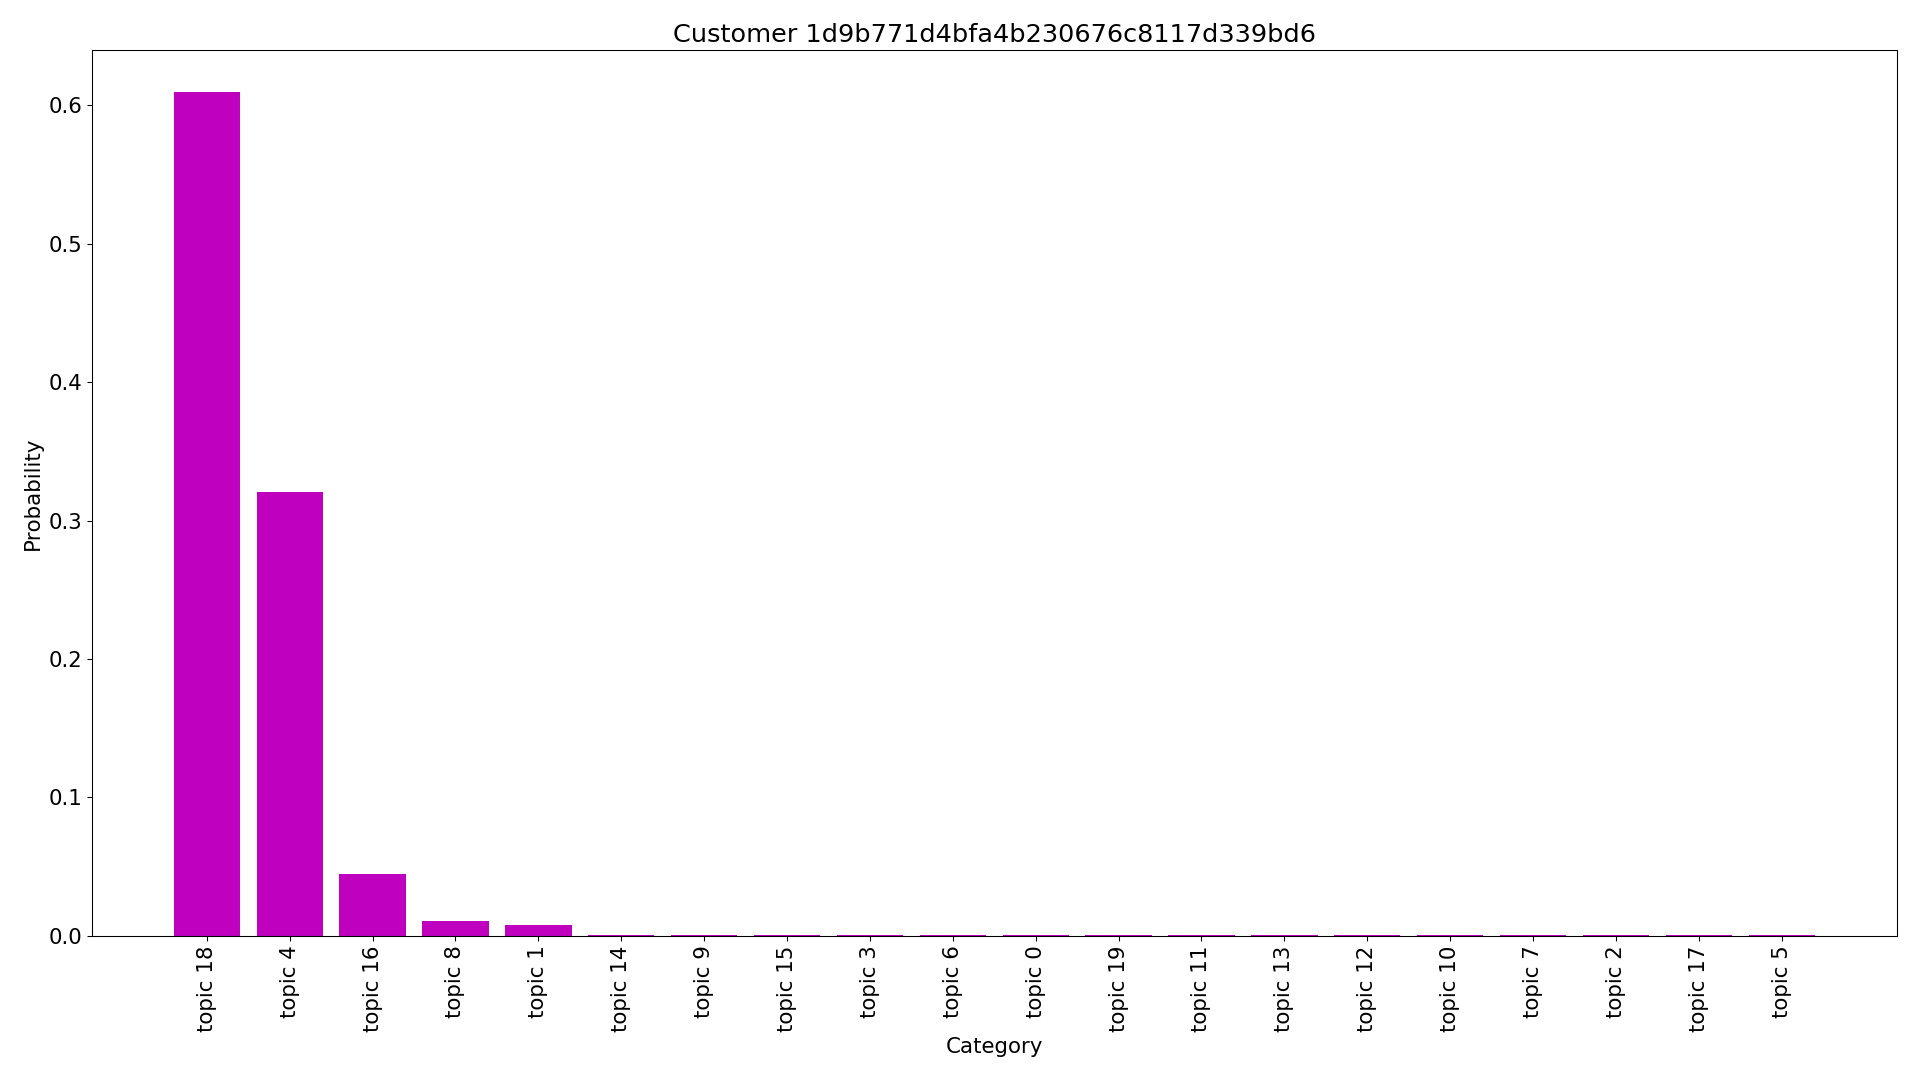 Customer 1d9b771d4bfa4b230676c8117d339bd6
Probability
0.6
0.5
0.4
0.3
0.2
0.1
0.0
topic 18
topic 4
topic 16
topic 8
topic 1
topic 14
topic 9
topic 15
topic 3
topic 6
topic 0
topic 19
topic 11
topic 13
topic 12
topic 10
topic 7
topic 2
topic 17
topic 5
Category